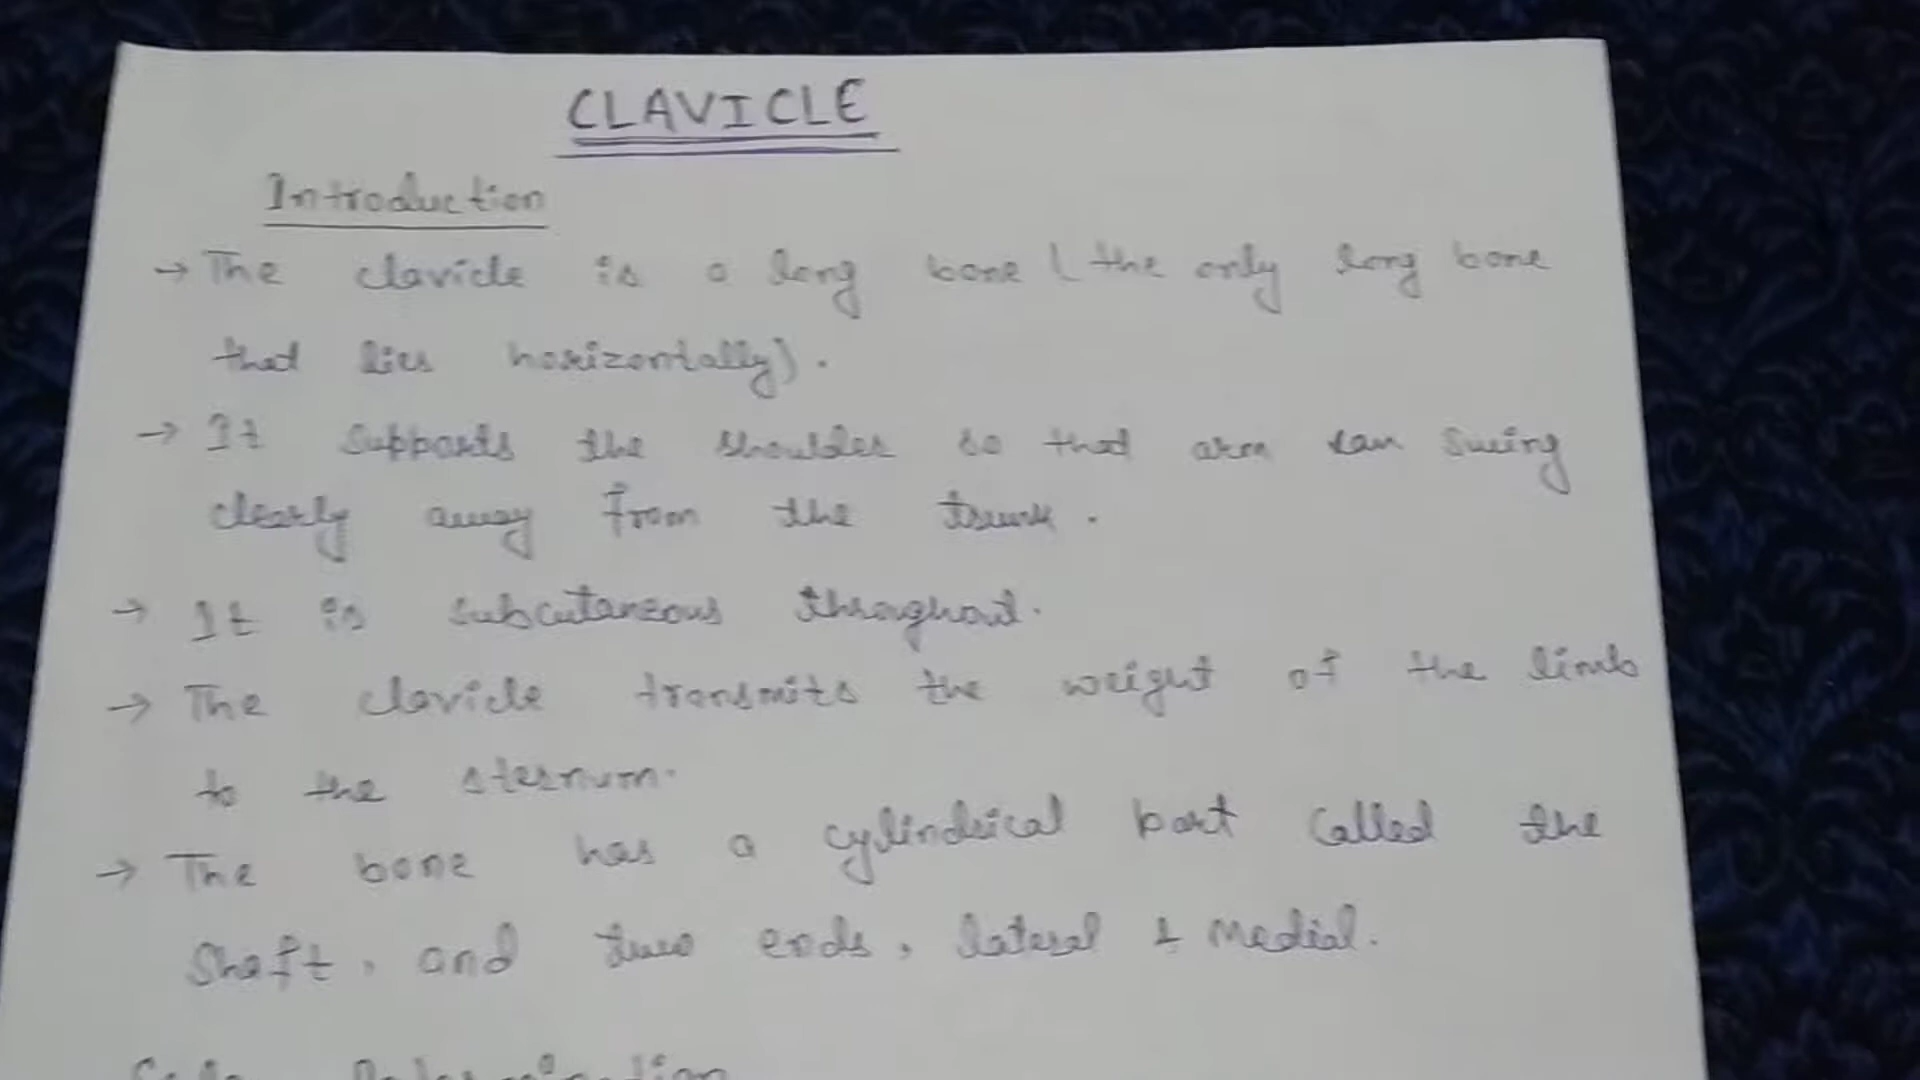 CLAVICLE
Introduction
→ The clavicle is a long bone (the only long bone
that lies horizontally).
→ It supports the shoulder so that arm can swing
clearly away from the trunk.
→ It is subcutaneous throughout.
→ The clavicle transmits the weight of the limb
to the sternum.
→ The bone has a cylindrical part called the
Shaft, and two ends, lateral & medial.